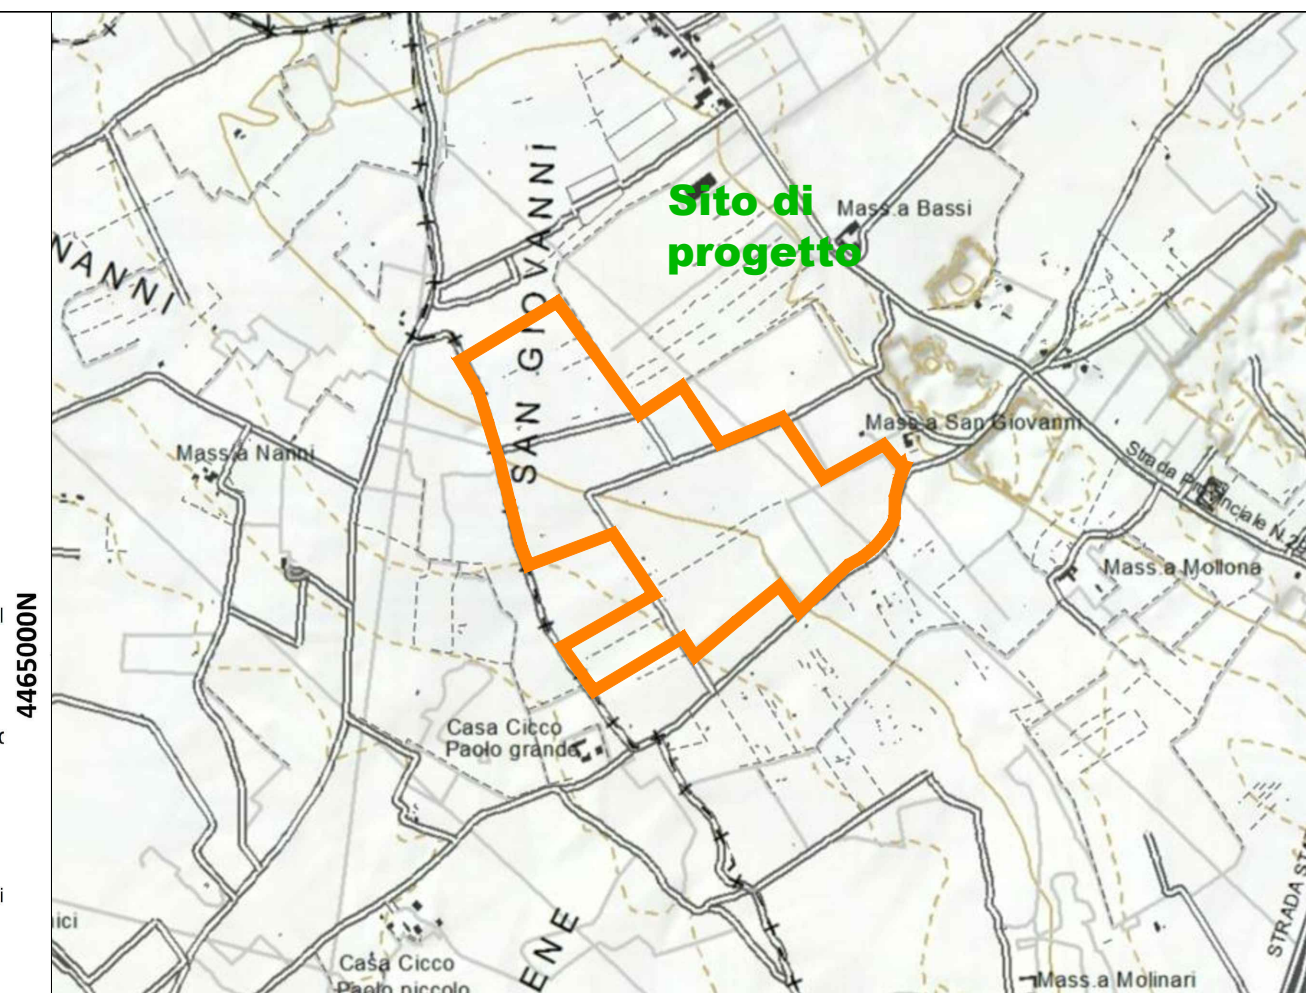 SAN GIOVANNI
Sito di
progetto
Mass.a Bassi
NANNI
Mass.a San Giovanni
Mass.a Nanni
Strada provinciale N.
Mass.a Mollona
4465000N
Casa Cicco
Paolo grande
ENE
Casa Cicco
Paolo piccolo
STRADA
Mass.a Molinari